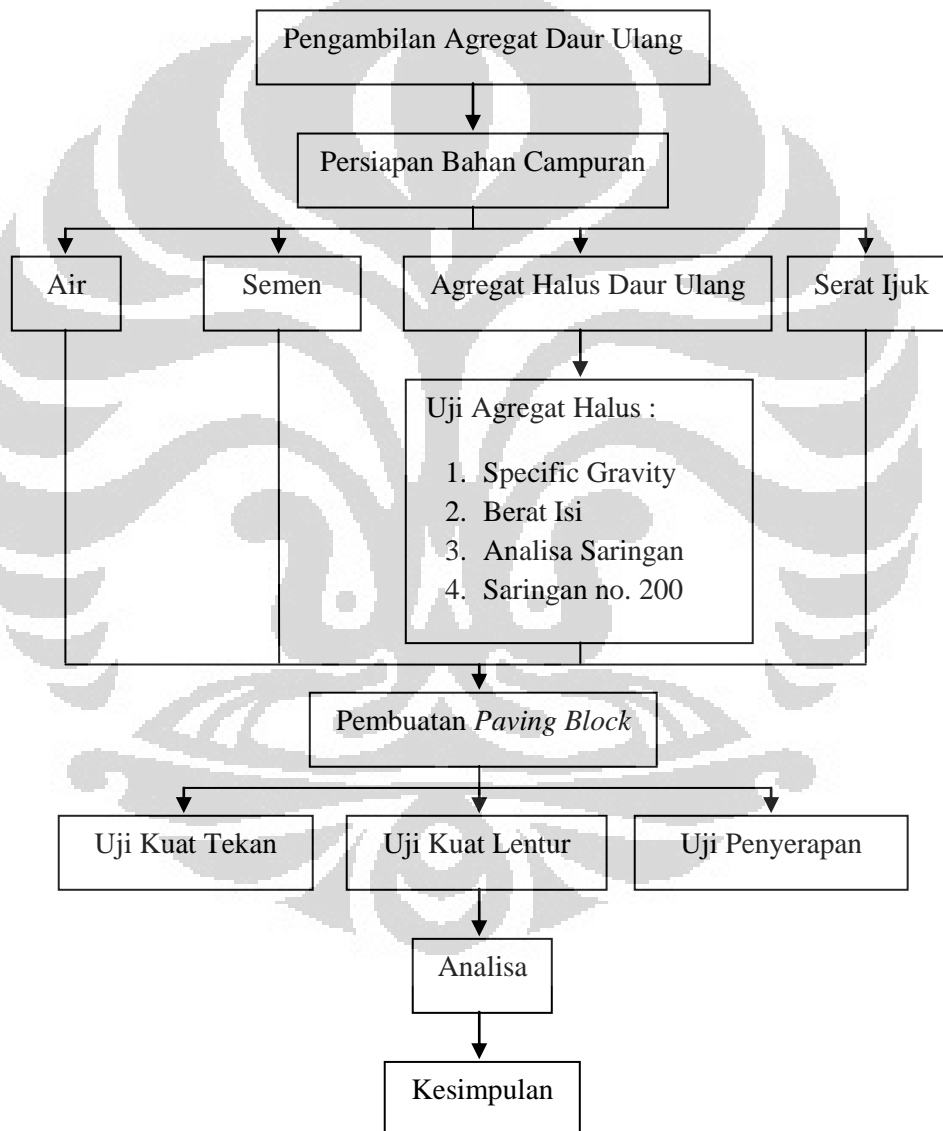 Pengambilan Agregat Daur Ulang
Persiapan Bahan Campuran
Air
Semen
Agregat Halus Daur Ulang
Serat Ijuk
Uji Agregat Halus :
1. Specific Gravity
2. Berat Isi
3. Analisa Saringan
4. Saringan no. 200
Pembuatan Paving Block
Uji Kuat Tekan
Uji Kuat Lentur
Uji Penyerapan
Analisa
Kesimpulan